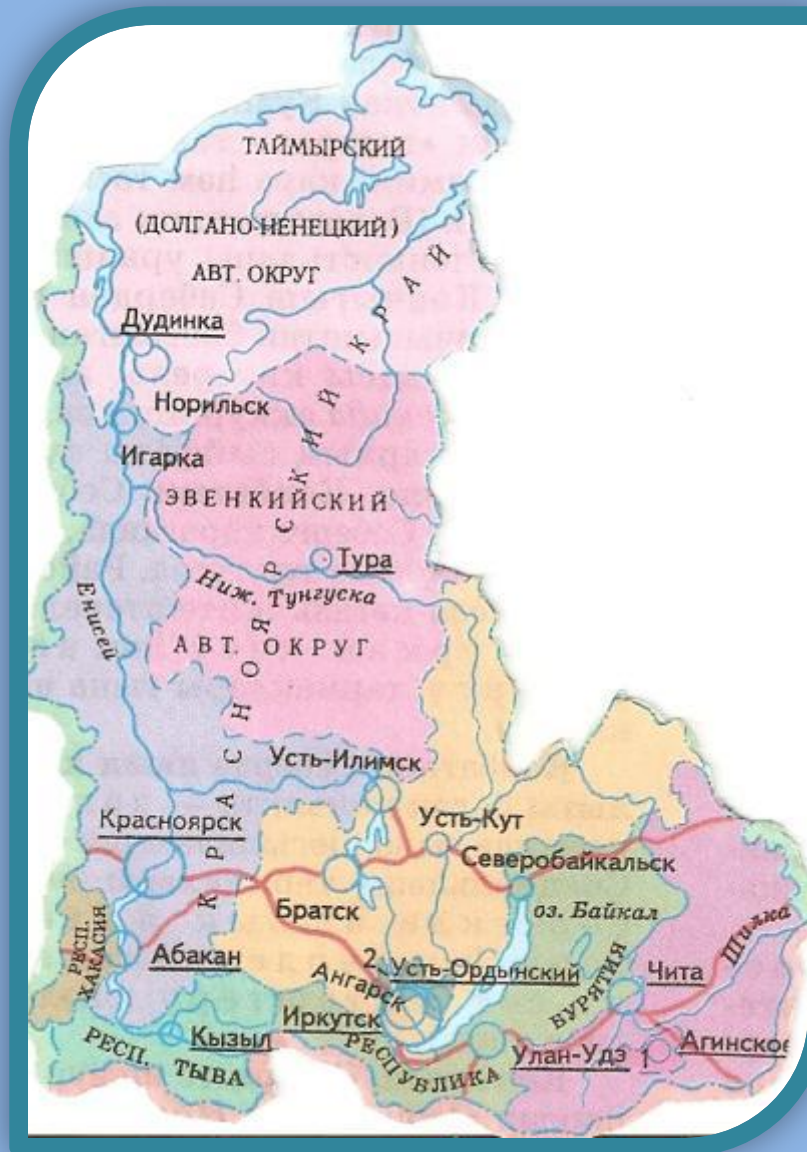 ТАЙМЫРСКИЙ
(ДОЛГАНО-НЕНЕЦКИЙ)
АВТ. ОКРУГ
КРАСНОЯРСКИЙ КРАЙ
Дудинка
Норильск
Игарка
ЭВЕНКИЙСКИЙ
Тура
Ниж. Тунгуска
Енисей
АВТ. ОКРУГ
Усть-Илимск
Красноярск
Усть-Кут
Северобайкальск
Братск
оз. Байкал
РЕСП.
ХАКАСИЯ
Абакан
2
Усть-Ордынский
Ангарск
Иркутск
БУРЯТИЯ
Чита
Шилка
Кызыл
РЕСП. ТЫВА
РЕСПУБЛИКА
Улан-Удэ
1
Агинское